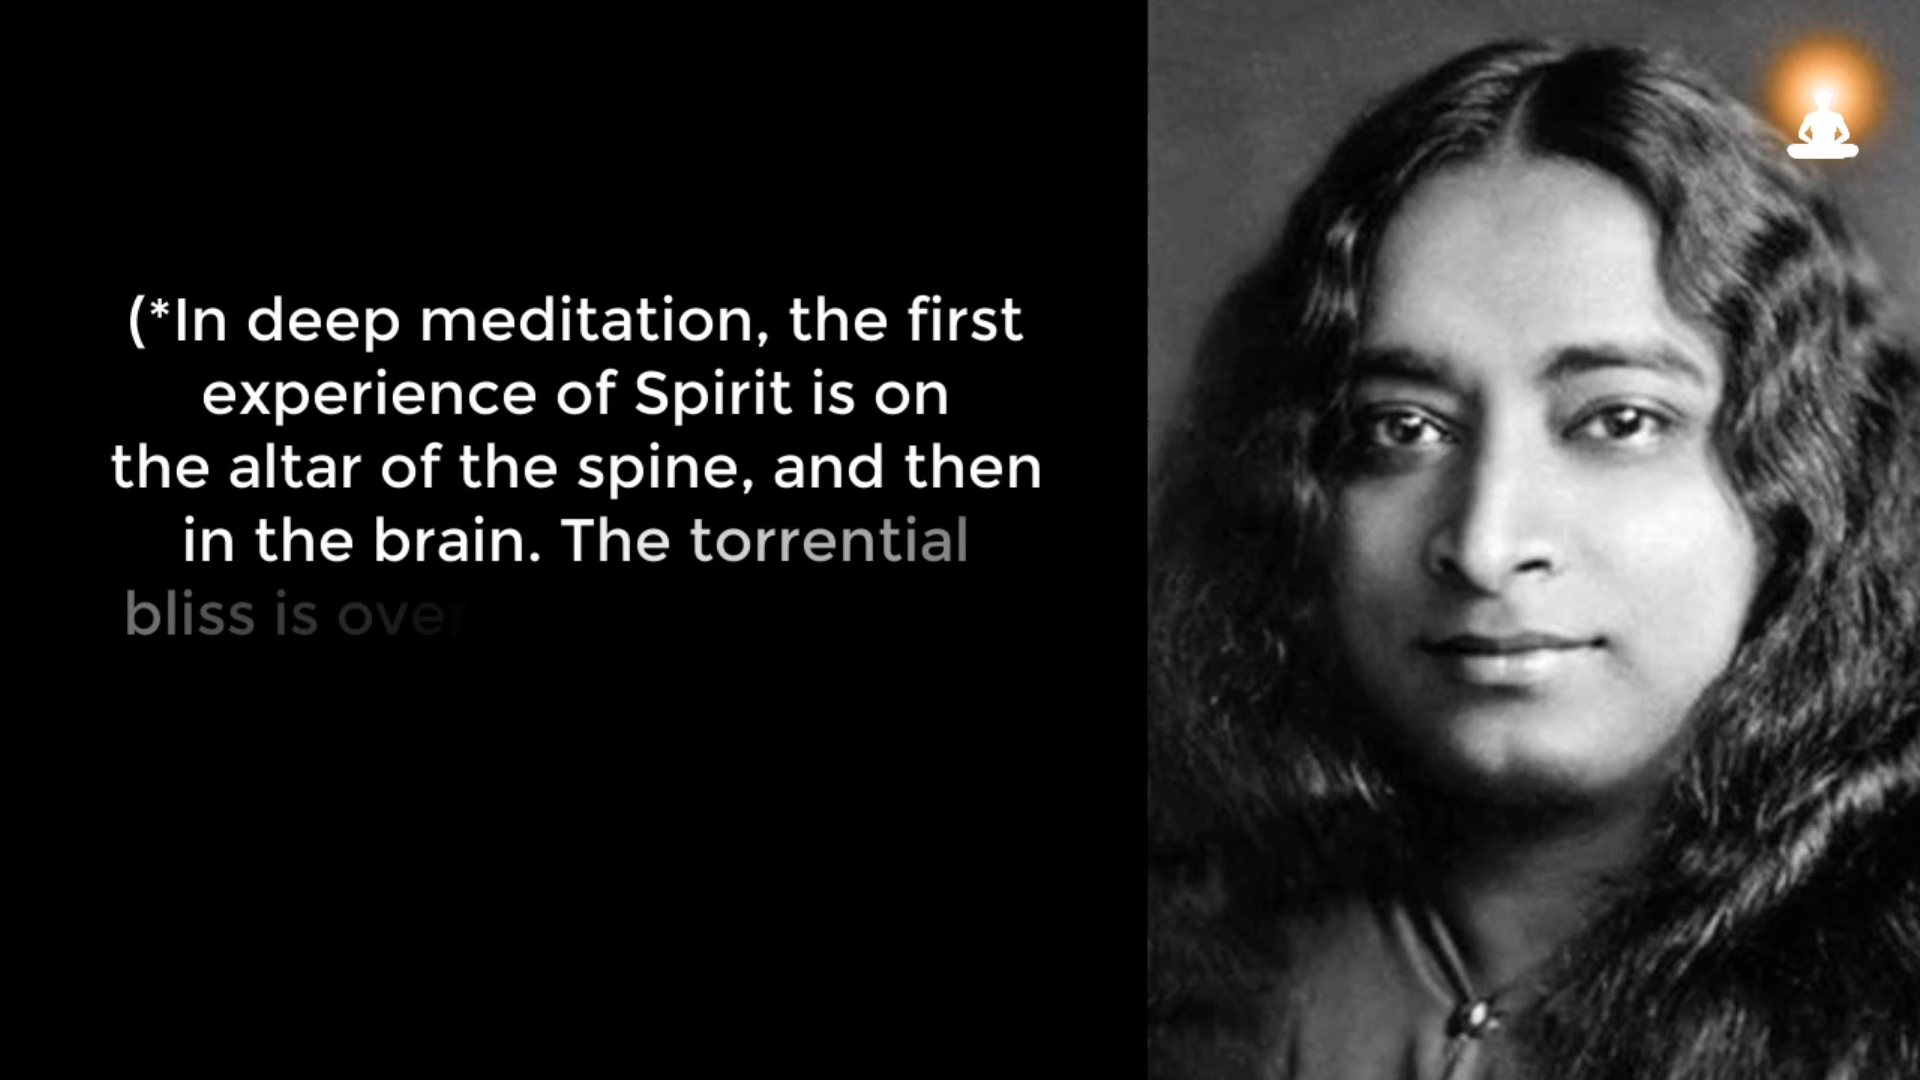 (*In deep meditation, the first
experience of Spirit is on
the altar of the spine, and then
in the brain. The torrential
bliss is over